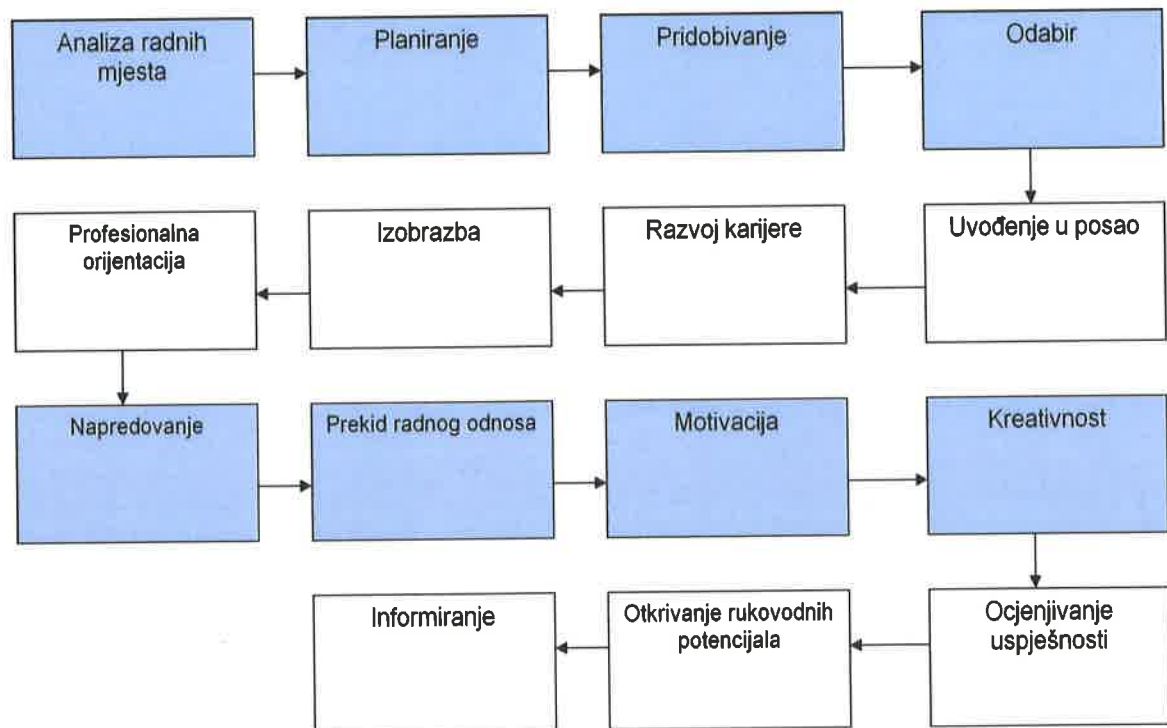 Analiza radnih
mjesta
Planiranje
Pridobivanje
Odabir
Uvođenje u posao
Razvoj karijere
Izobrazba
Profesionalna
orijentacija
Napredovanje
Prekid radnog odnosa
Motivacija
Kreativnost
Ocjenjivanje
uspješnosti
Otkrivanje rukovodnih
potencijala
Informiranje